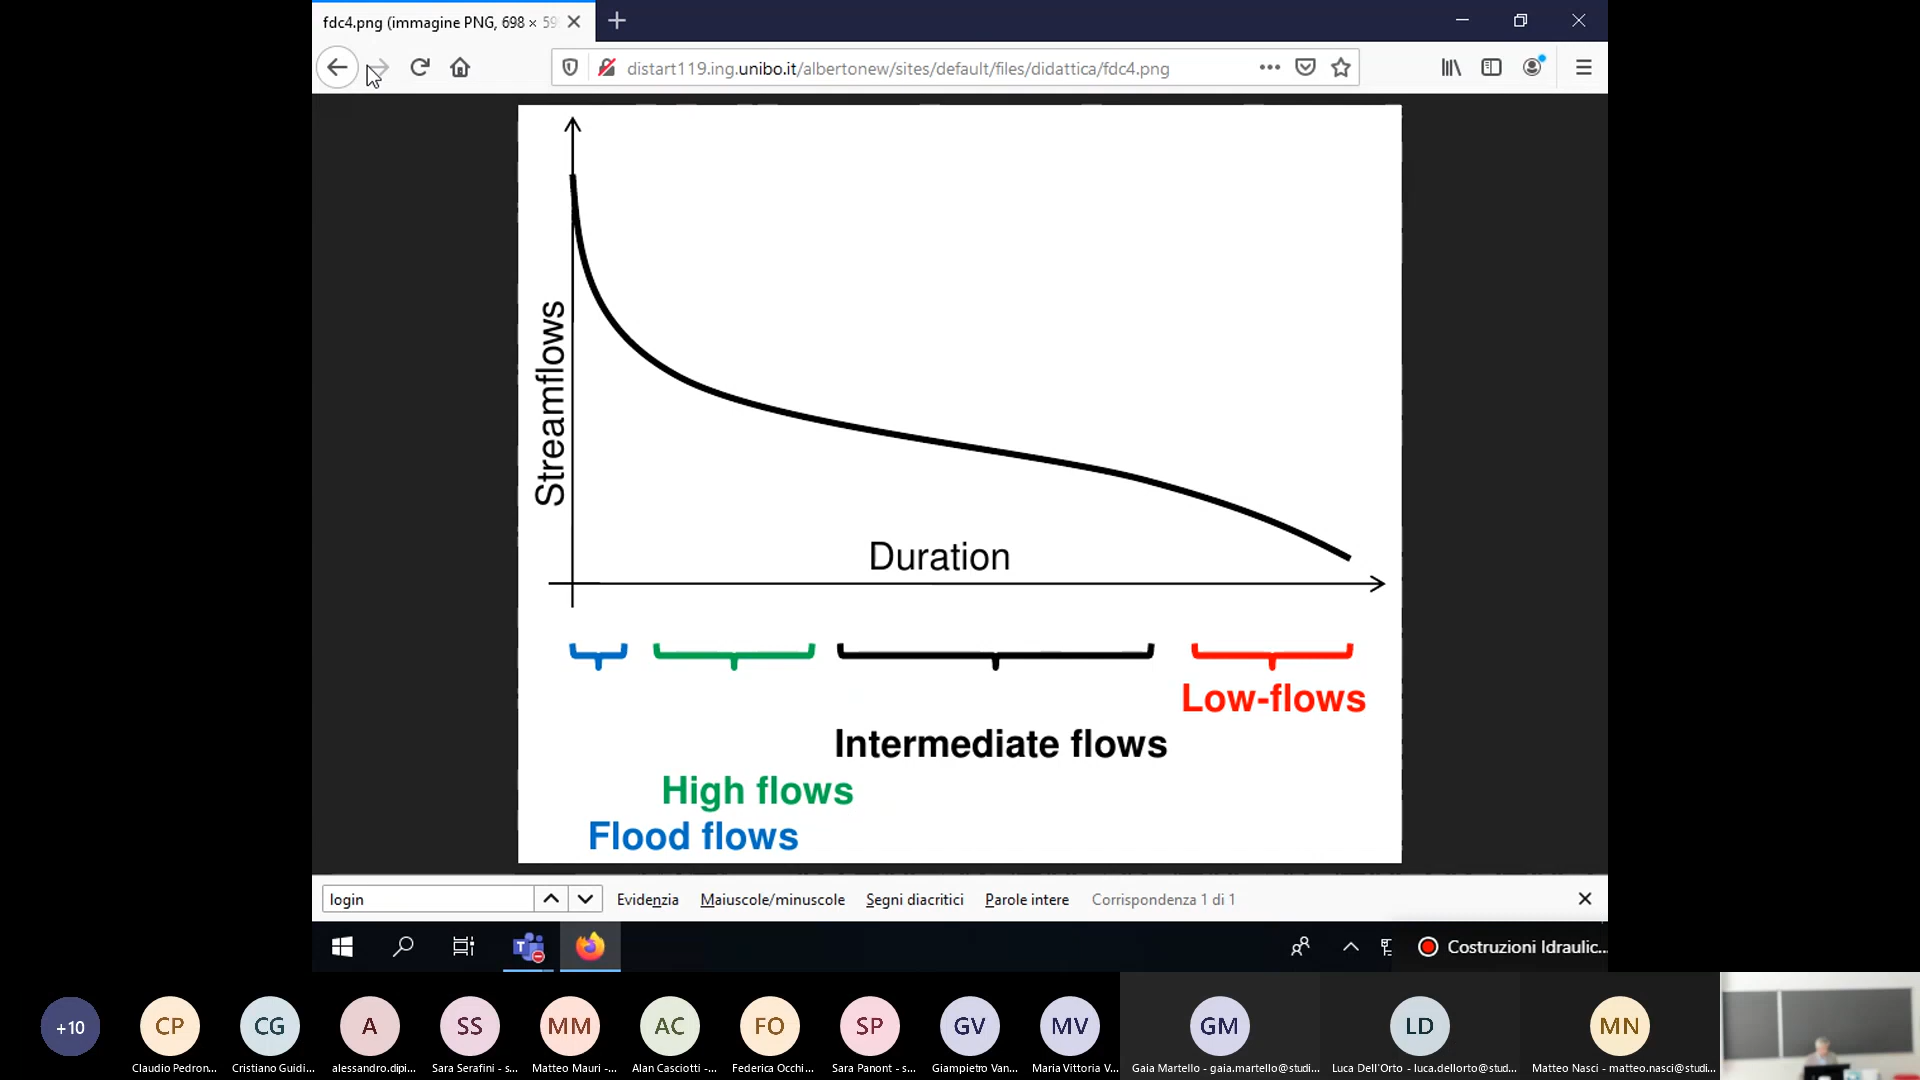 fdc4.png (immagine PNG, 698 × 59
distart119.ing.unibo.it/albertonew/sites/default/files/didattica/fdc4.png
Streamflows
Duration
Low-flows
Intermediate flows
High flows
Flood flows
login
Evidenzia
Maiuscole/minuscole
Segni diacritici
Parole intere
Corrispondenza 1 di 1
Costruzioni Idraulic...
+10
CP
CG
A
SS
MM
AC
FO
SP
GV
MV
GM
LD
MN
Claudio Pedron...
Cristiano Guidi...
alessandro.dipi...
Sara Serafini - s...
Matteo Mauri -...
Alan Casciotti -...
Federica Occhi...
Sara Panont - s...
Giampietro Van...
Maria Vittoria V...
Gaia Martello - gaia.martello@studi...
Luca Dell'Orto - luca.dellorto@stud...
Matteo Nasci - matteo.nasci@studi...